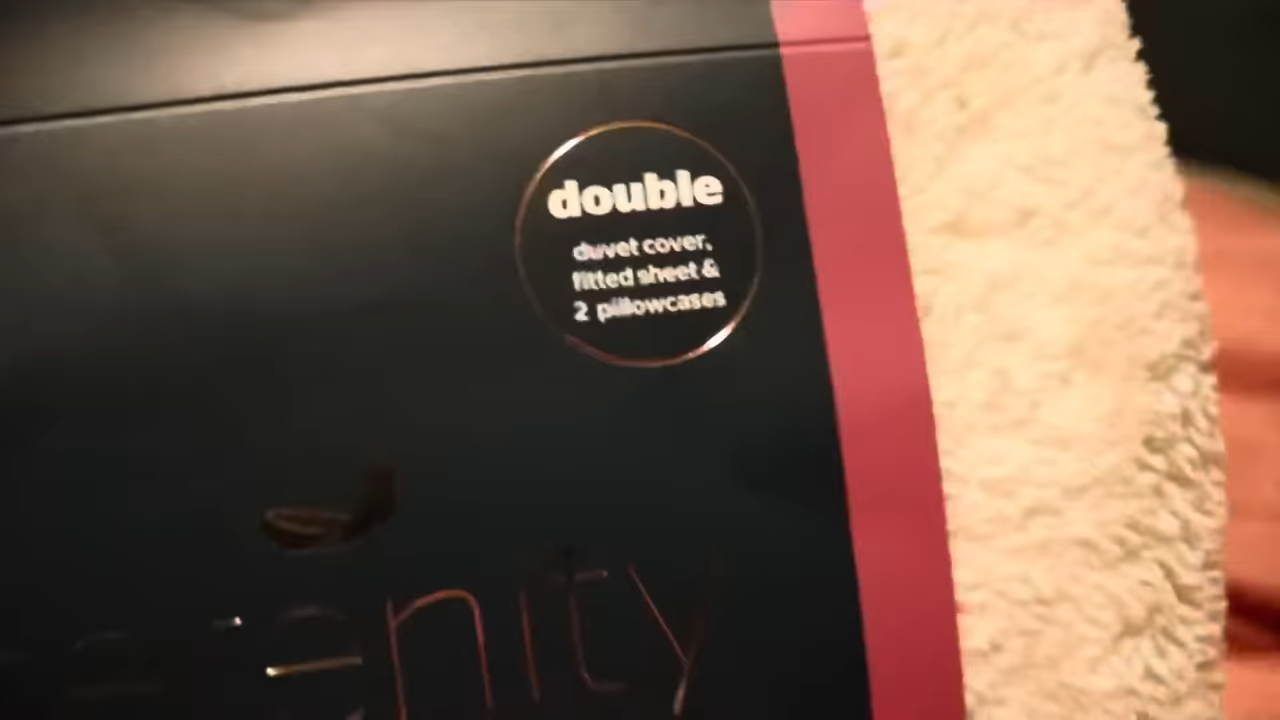 double
duvet cover,
fitted sheet &
2 pillowcases